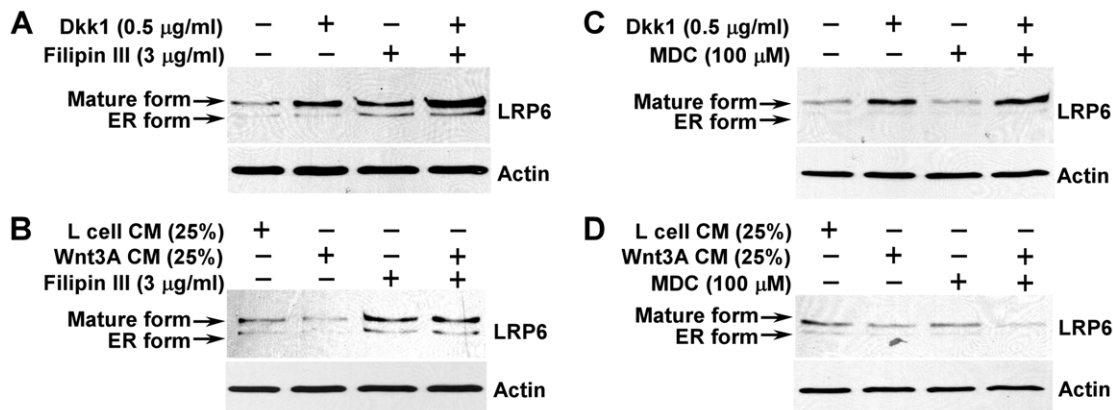 A
Dkk1 (0.5 μg/ml) − + − +
Filipin III (3 μg/ml) − − + +
Mature form
ER form
LRP6
Actin
B
L cell CM (25%) + − − −
Wnt3A CM (25%) − + − +
Filipin III (3 μg/ml) − − + +
Mature form
ER form
LRP6
Actin
C
Dkk1 (0.5 μg/ml) − + − +
MDC (100 μM) − − + +
Mature form
ER form
LRP6
Actin
D
L cell CM (25%) + − − −
Wnt3A CM (25%) − + − +
MDC (100 μM) − − + +
Mature form
ER form
LRP6
Actin